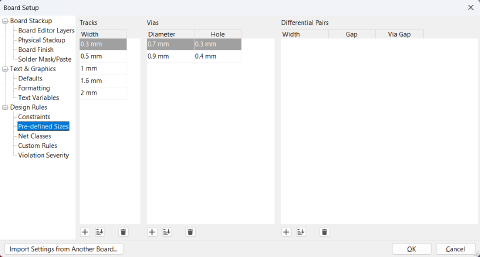 Board Setup
Board Stackup
Board Editor Layers
Physical Stackup
Board Finish
Solder Mask/Paste
Text & Graphics
Defaults
Formatting
Text Variables
Design Rules
Constraints
Pre-defined Sizes
Net Classes
Custom Rules
Violation Severity
Tracks
Width
0.3 mm
0.5 mm
1 mm
1.6 mm
2 mm
Vias
Diameter Hole
0.7 mm 0.3 mm
0.9 mm 0.4 mm
Differential Pairs
Width Gap Via Gap
Import Settings from Another Board...
OK Cancel